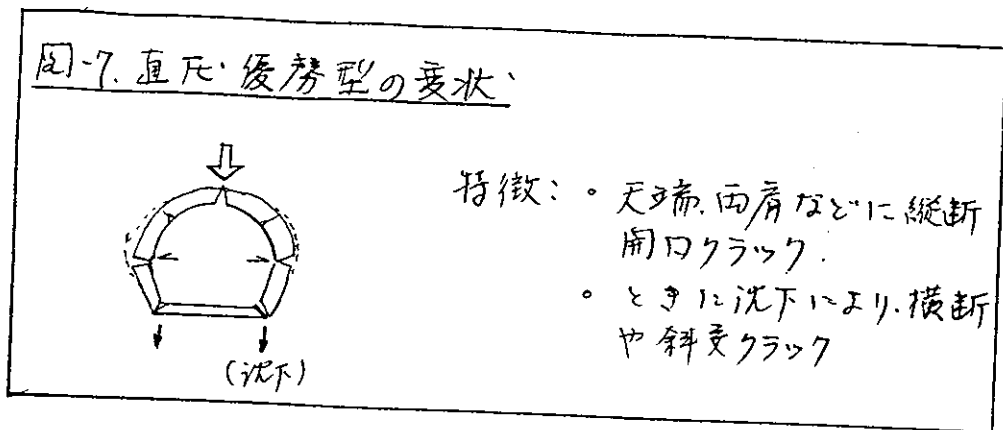 図-7. 直圧優勢型の変状
特徴: ・天端、両肩などに縦断
開口クラック.
・ときに沈下により、横断
や斜交クラック
(沈下)